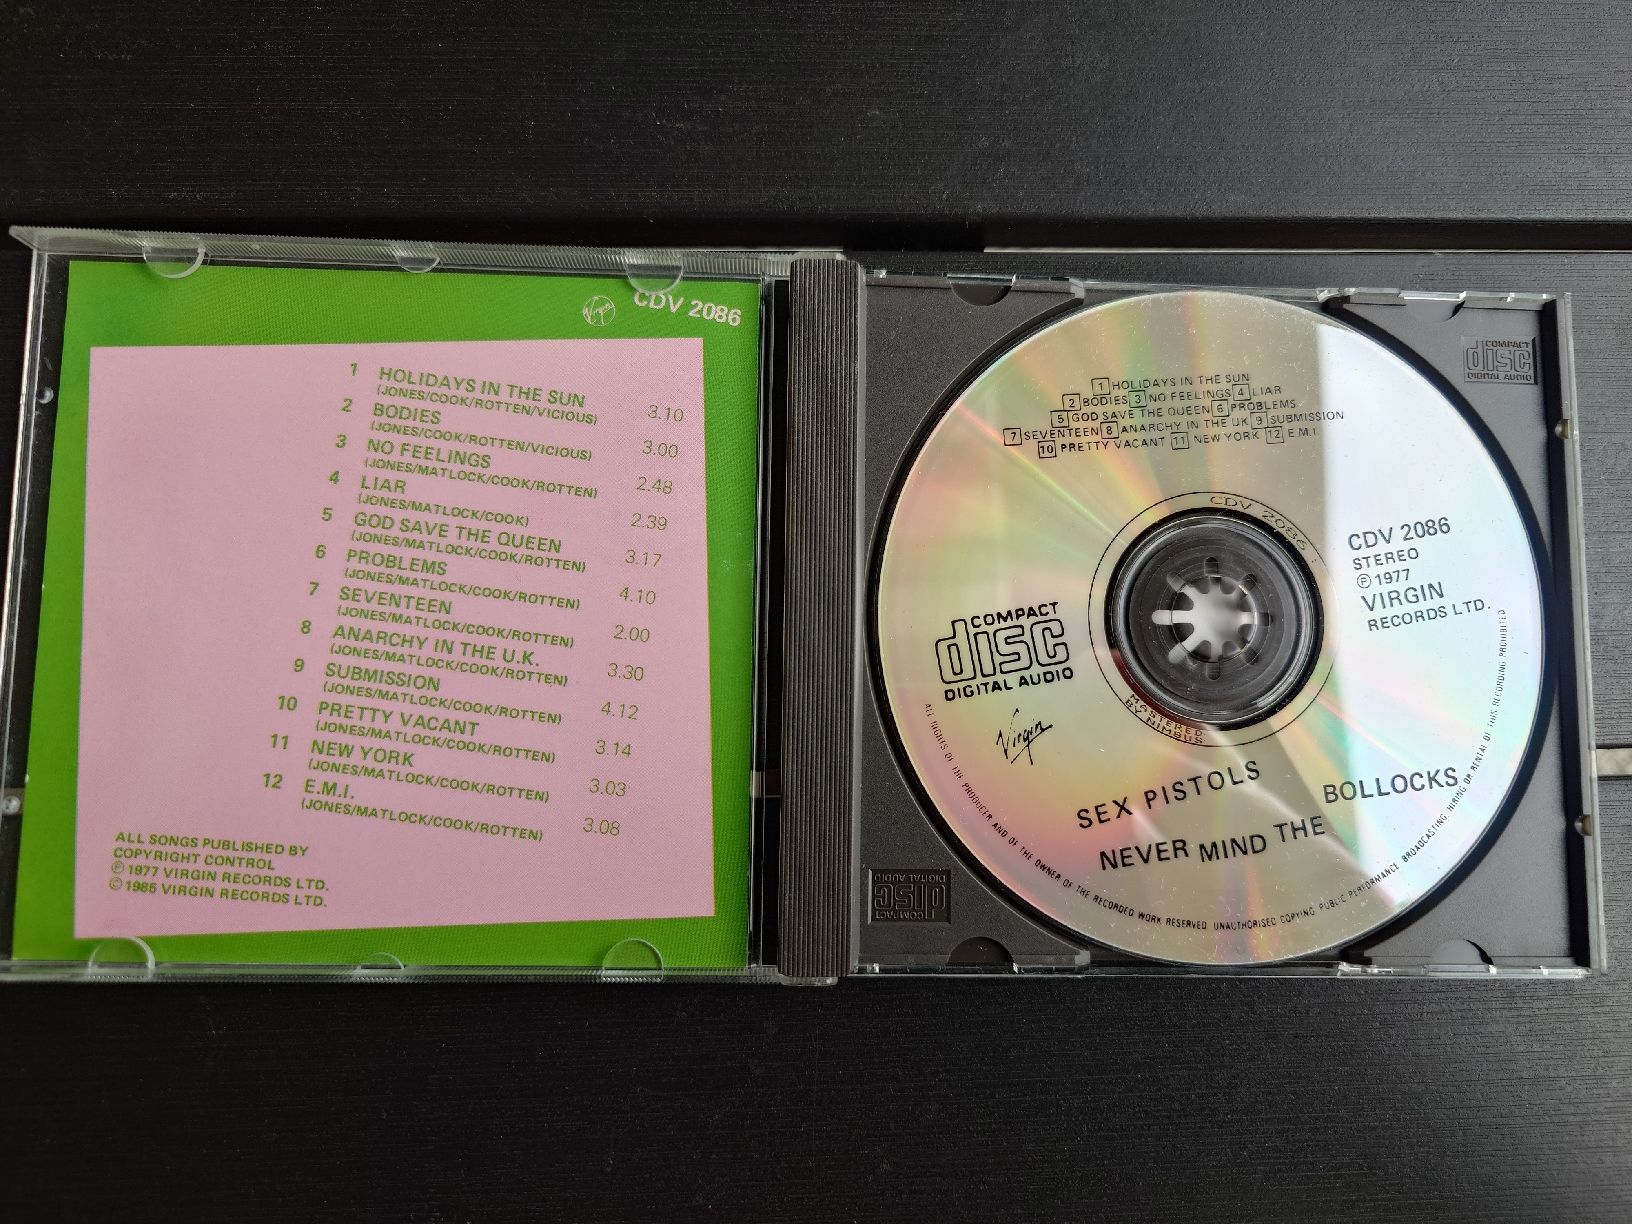 Virgin
CDV 2086
1 HOLIDAYS IN THE SUN
(JONES/COOK/ROTTEN/VICIOUS) 3.10
2 BODIES
(JONES/COOK/ROTTEN/VICIOUS) 3.00
3 NO FEELINGS
(JONES/MATLOCK/COOK/ROTTEN) 2.48
4 LIAR
(JONES/MATLOCK/COOK) 2.39
5 GOD SAVE THE QUEEN
(JONES/MATLOCK/COOK/ROTTEN) 3.17
6 PROBLEMS
(JONES/MATLOCK/COOK/ROTTEN) 4.10
7 SEVENTEEN
(JONES/MATLOCK/COOK/ROTTEN) 2.00
8 ANARCHY IN THE U.K.
(JONES/MATLOCK/COOK/ROTTEN) 3.30
9 SUBMISSION
(JONES/MATLOCK/COOK/ROTTEN) 4.12
10 PRETTY VACANT
(JONES/MATLOCK/COOK/ROTTEN) 3.14
11 NEW YORK
(JONES/MATLOCK/COOK/ROTTEN) 3.03
12 E.M.I.
(JONES/MATLOCK/COOK/ROTTEN) 3.08
ALL SONGS PUBLISHED BY
COPYRIGHT CONTROL
℗ 1977 VIRGIN RECORDS LTD.
© 1985 VIRGIN RECORDS LTD.
COMPACT
disc
DIGITAL AUDIO
1 HOLIDAYS IN THE SUN
2 BODIES 3 NO FEELINGS 4 LIAR
5 GOD SAVE THE QUEEN 6 PROBLEMS
7 SEVENTEEN 8 ANARCHY IN THE UK 9 SUBMISSION
10 PRETTY VACANT 11 NEW YORK 12 E.M.I.
CDV 2086
CDV 2086
STEREO
℗ 1977
VIRGIN
RECORDS LTD.
COMPACT
disc
DIGITAL AUDIO
MASTERED
BY NIMBUS
Virgin
SEX PISTOLS
NEVER MIND THE BOLLOCKS
ALL RIGHTS OF THE PRODUCER AND OF THE OWNER OF THE RECORDED WORK RESERVED UNAUTHORISED COPYING PUBLIC PERFORMANCE BROADCASTING, HIRING OR RENTAL OF THIS RECORDING PROHIBITED
COMPACT
disc
DIGITAL AUDIO